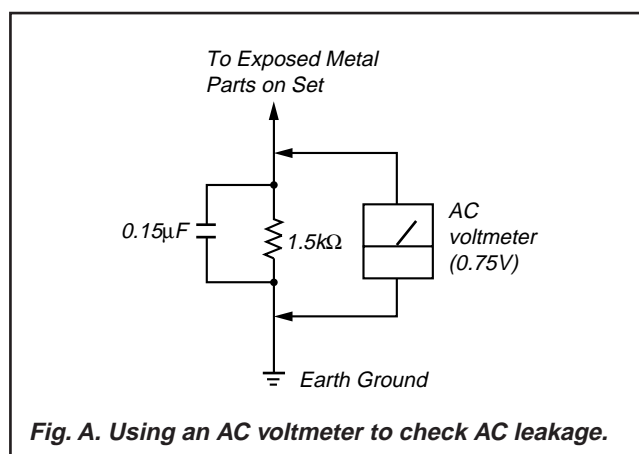 To Exposed Metal
Parts on Set
0.15μF
1.5kΩ
AC
voltmeter
(0.75V)
Earth Ground
Fig. A. Using an AC voltmeter to check AC leakage.